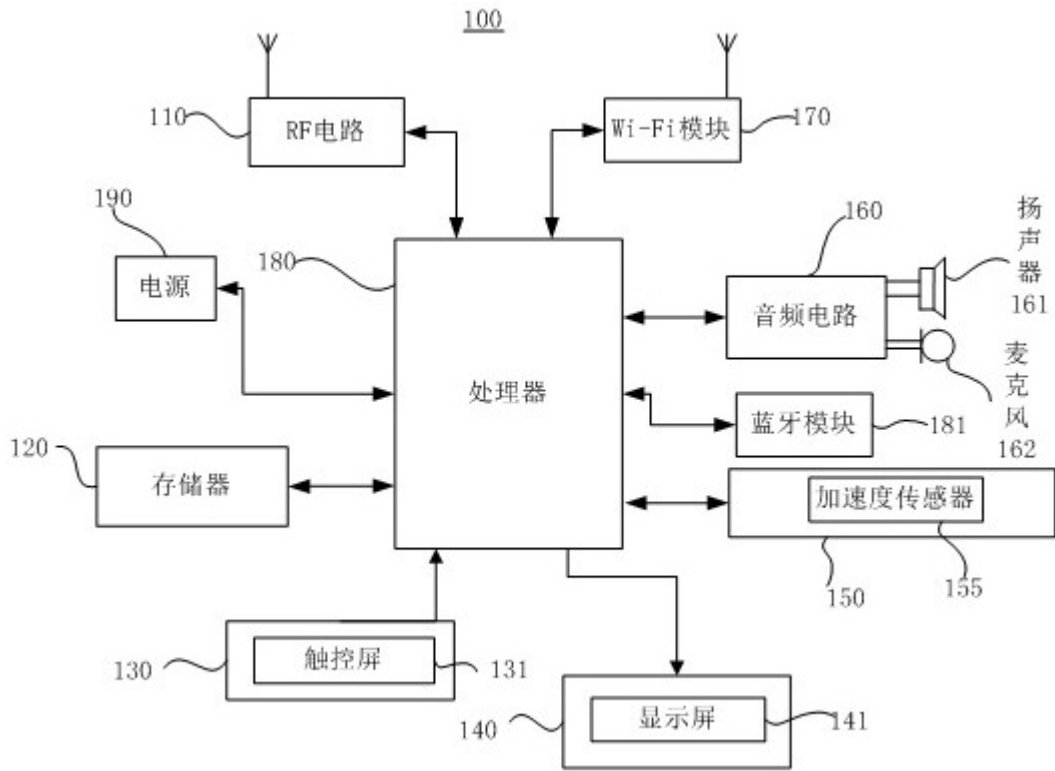 100
110
RF电路
Wi-Fi模块
170
190
电源
180
处理器
160
音频电路
扬声器
161
麦克风
162
蓝牙模块
181
120
存储器
加速度传感器
150
155
130
触控屏
131
140
显示屏
141